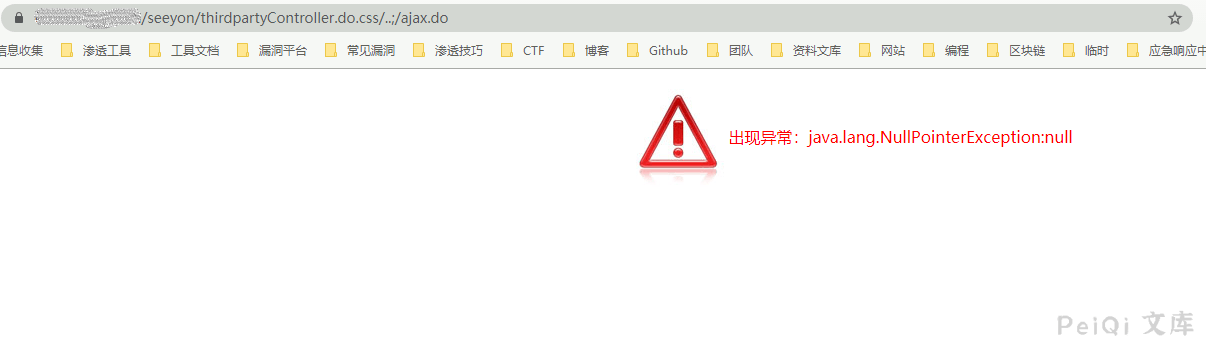 /seeyon/thirdpartyController.do.css/..;/ajax.do
信息收集 渗透工具 工具文档 漏洞平台 常见漏洞 渗透技巧 CTF 博客 Github 团队 资料文库 网站 编程 区块链 临时 应急响应中
出现异常：java.lang.NullPointerException:null
PeiQi 文库